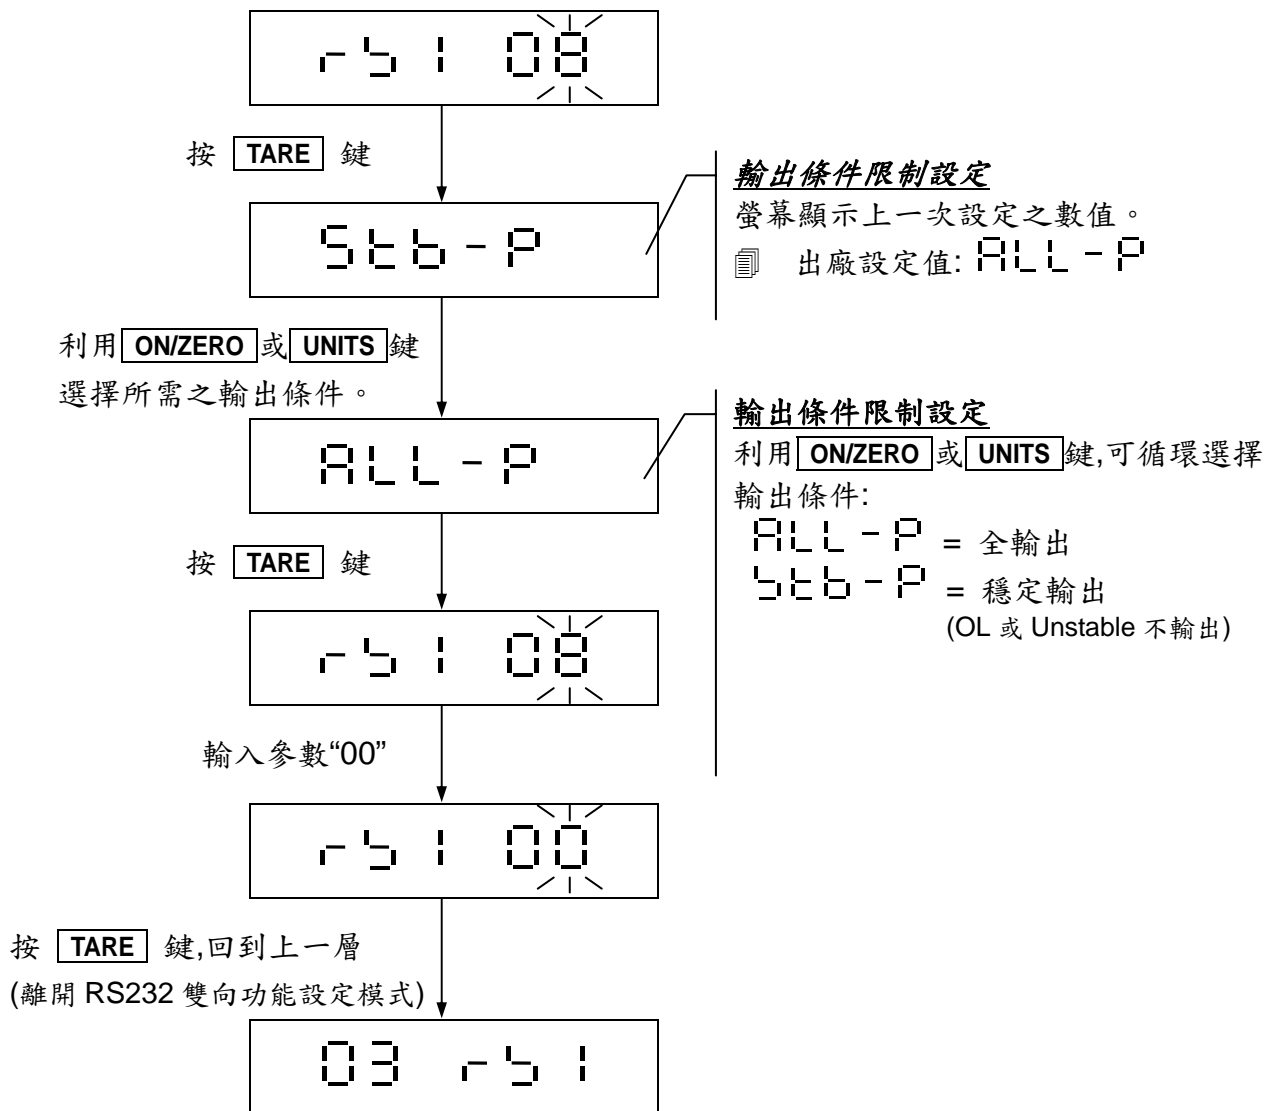 rS1 08
按 TARE 鍵
Stb-P
輸出條件限制設定
螢幕顯示上一次設定之數值。
出廠設定值: ALL-P
利用 ON/ZERO 或 UNITS 鍵
選擇所需之輸出條件。
ALL-P
輸出條件限制設定
利用 ON/ZERO 或 UNITS 鍵,可循環選擇
輸出條件:
ALL-P = 全輸出
Stb-P = 穩定輸出
(OL 或 Unstable 不輸出)
按 TARE 鍵
rS1 08
輸入參數“00”
rS1 00
按 TARE 鍵,回到上一層
(離開 RS232 雙向功能設定模式)
03 rS1